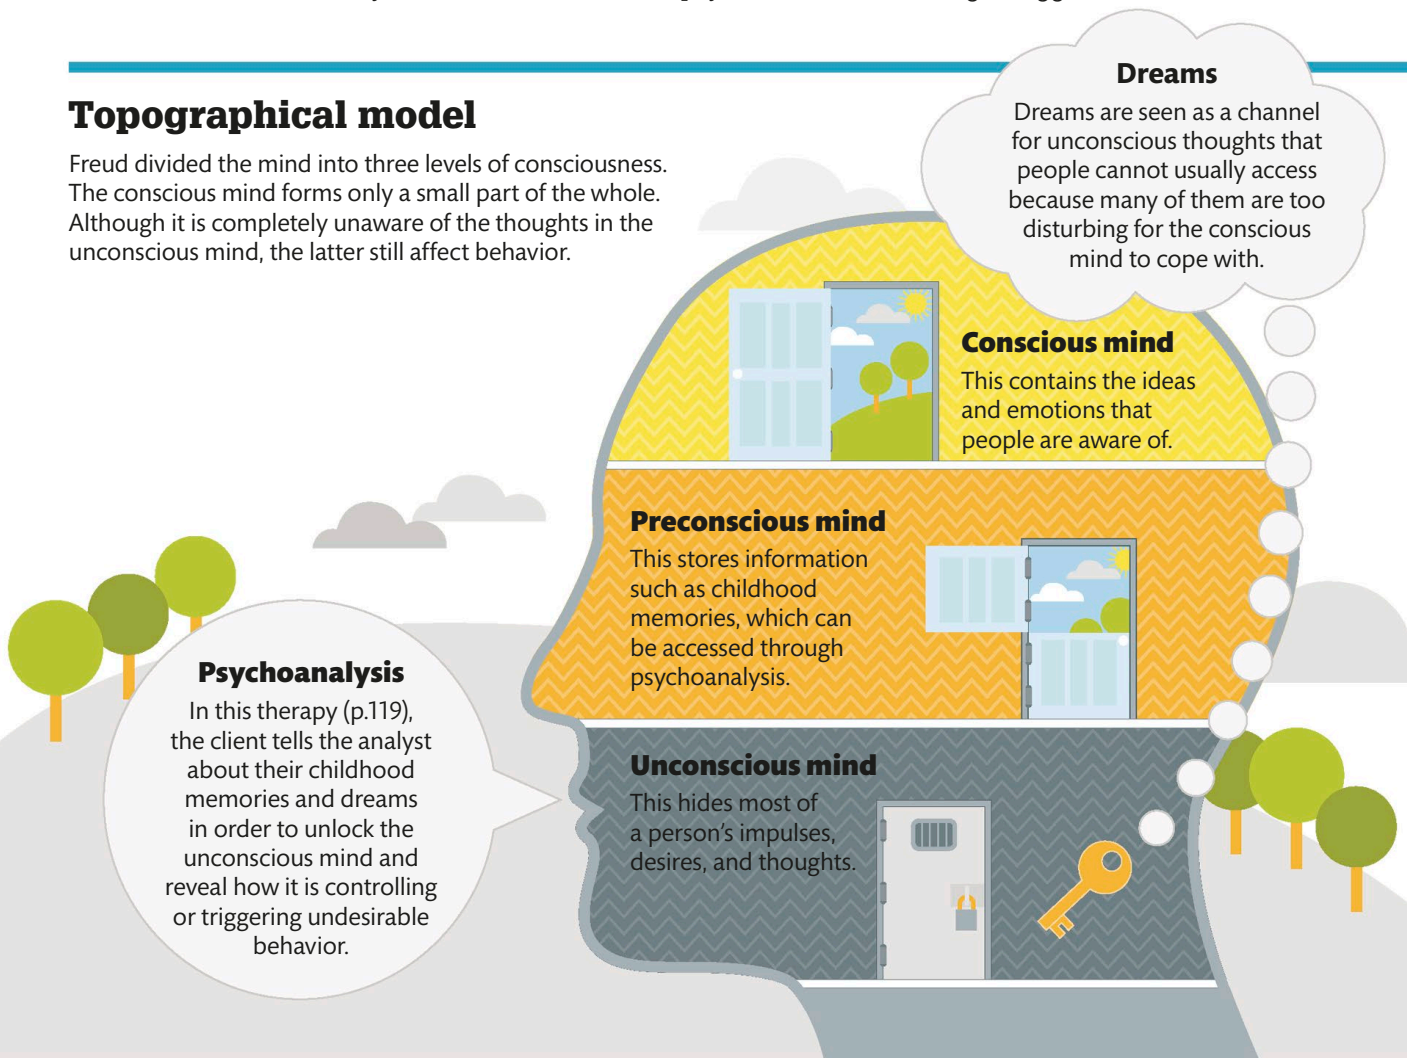 Topographical model
Freud divided the mind into three levels of consciousness.
The conscious mind forms only a small part of the whole.
Although it is completely unaware of the thoughts in the
unconscious mind, the latter still affect behavior.
Dreams
Dreams are seen as a channel
for unconscious thoughts that
people cannot usually access
because many of them are too
disturbing for the conscious
mind to cope with.
Conscious mind
This contains the ideas
and emotions that
people are aware of.
Preconscious mind
This stores information
such as childhood
memories, which can
be accessed through
psychoanalysis.
Psychoanalysis
In this therapy (p.119),
the client tells the analyst
about their childhood
memories and dreams
in order to unlock the
unconscious mind and
reveal how it is controlling
or triggering undesirable
behavior.
Unconscious mind
This hides most of
a person's impulses,
desires, and thoughts.